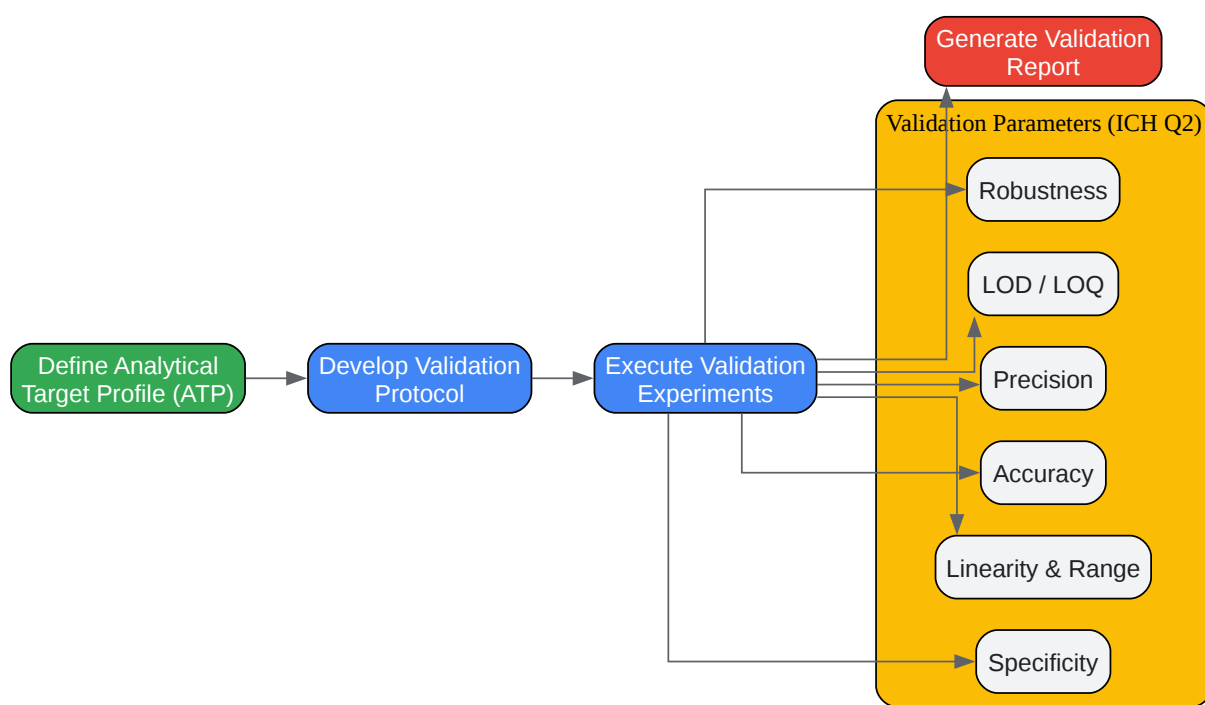 Generate Validation
Report
Validation Parameters (ICH Q2)
Robustness
LOD / LOQ
Define Analytical
Target Profile (ATP)
Develop Validation
Protocol
Execute Validation
Experiments
Precision
Accuracy
Linearity & Range
Specificity